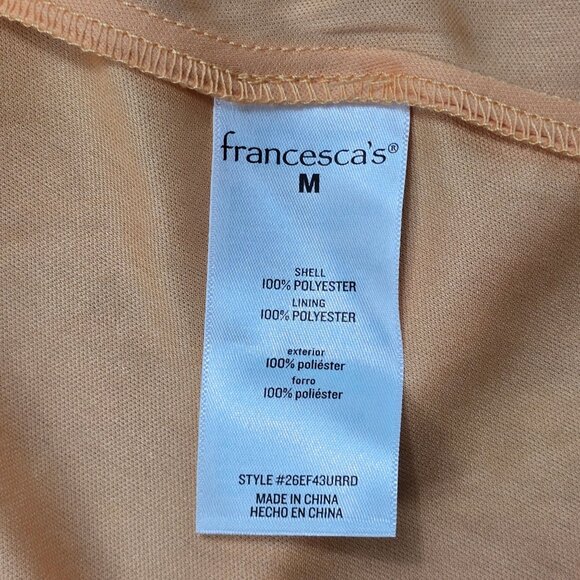 francesca's®
M
SHELL
100% POLYESTER
LINING
100% POLYESTER
exterior
100% poliéster
forro
100% poliéster
STYLE #26EF43URRD
MADE IN CHINA
HECHO EN CHINA